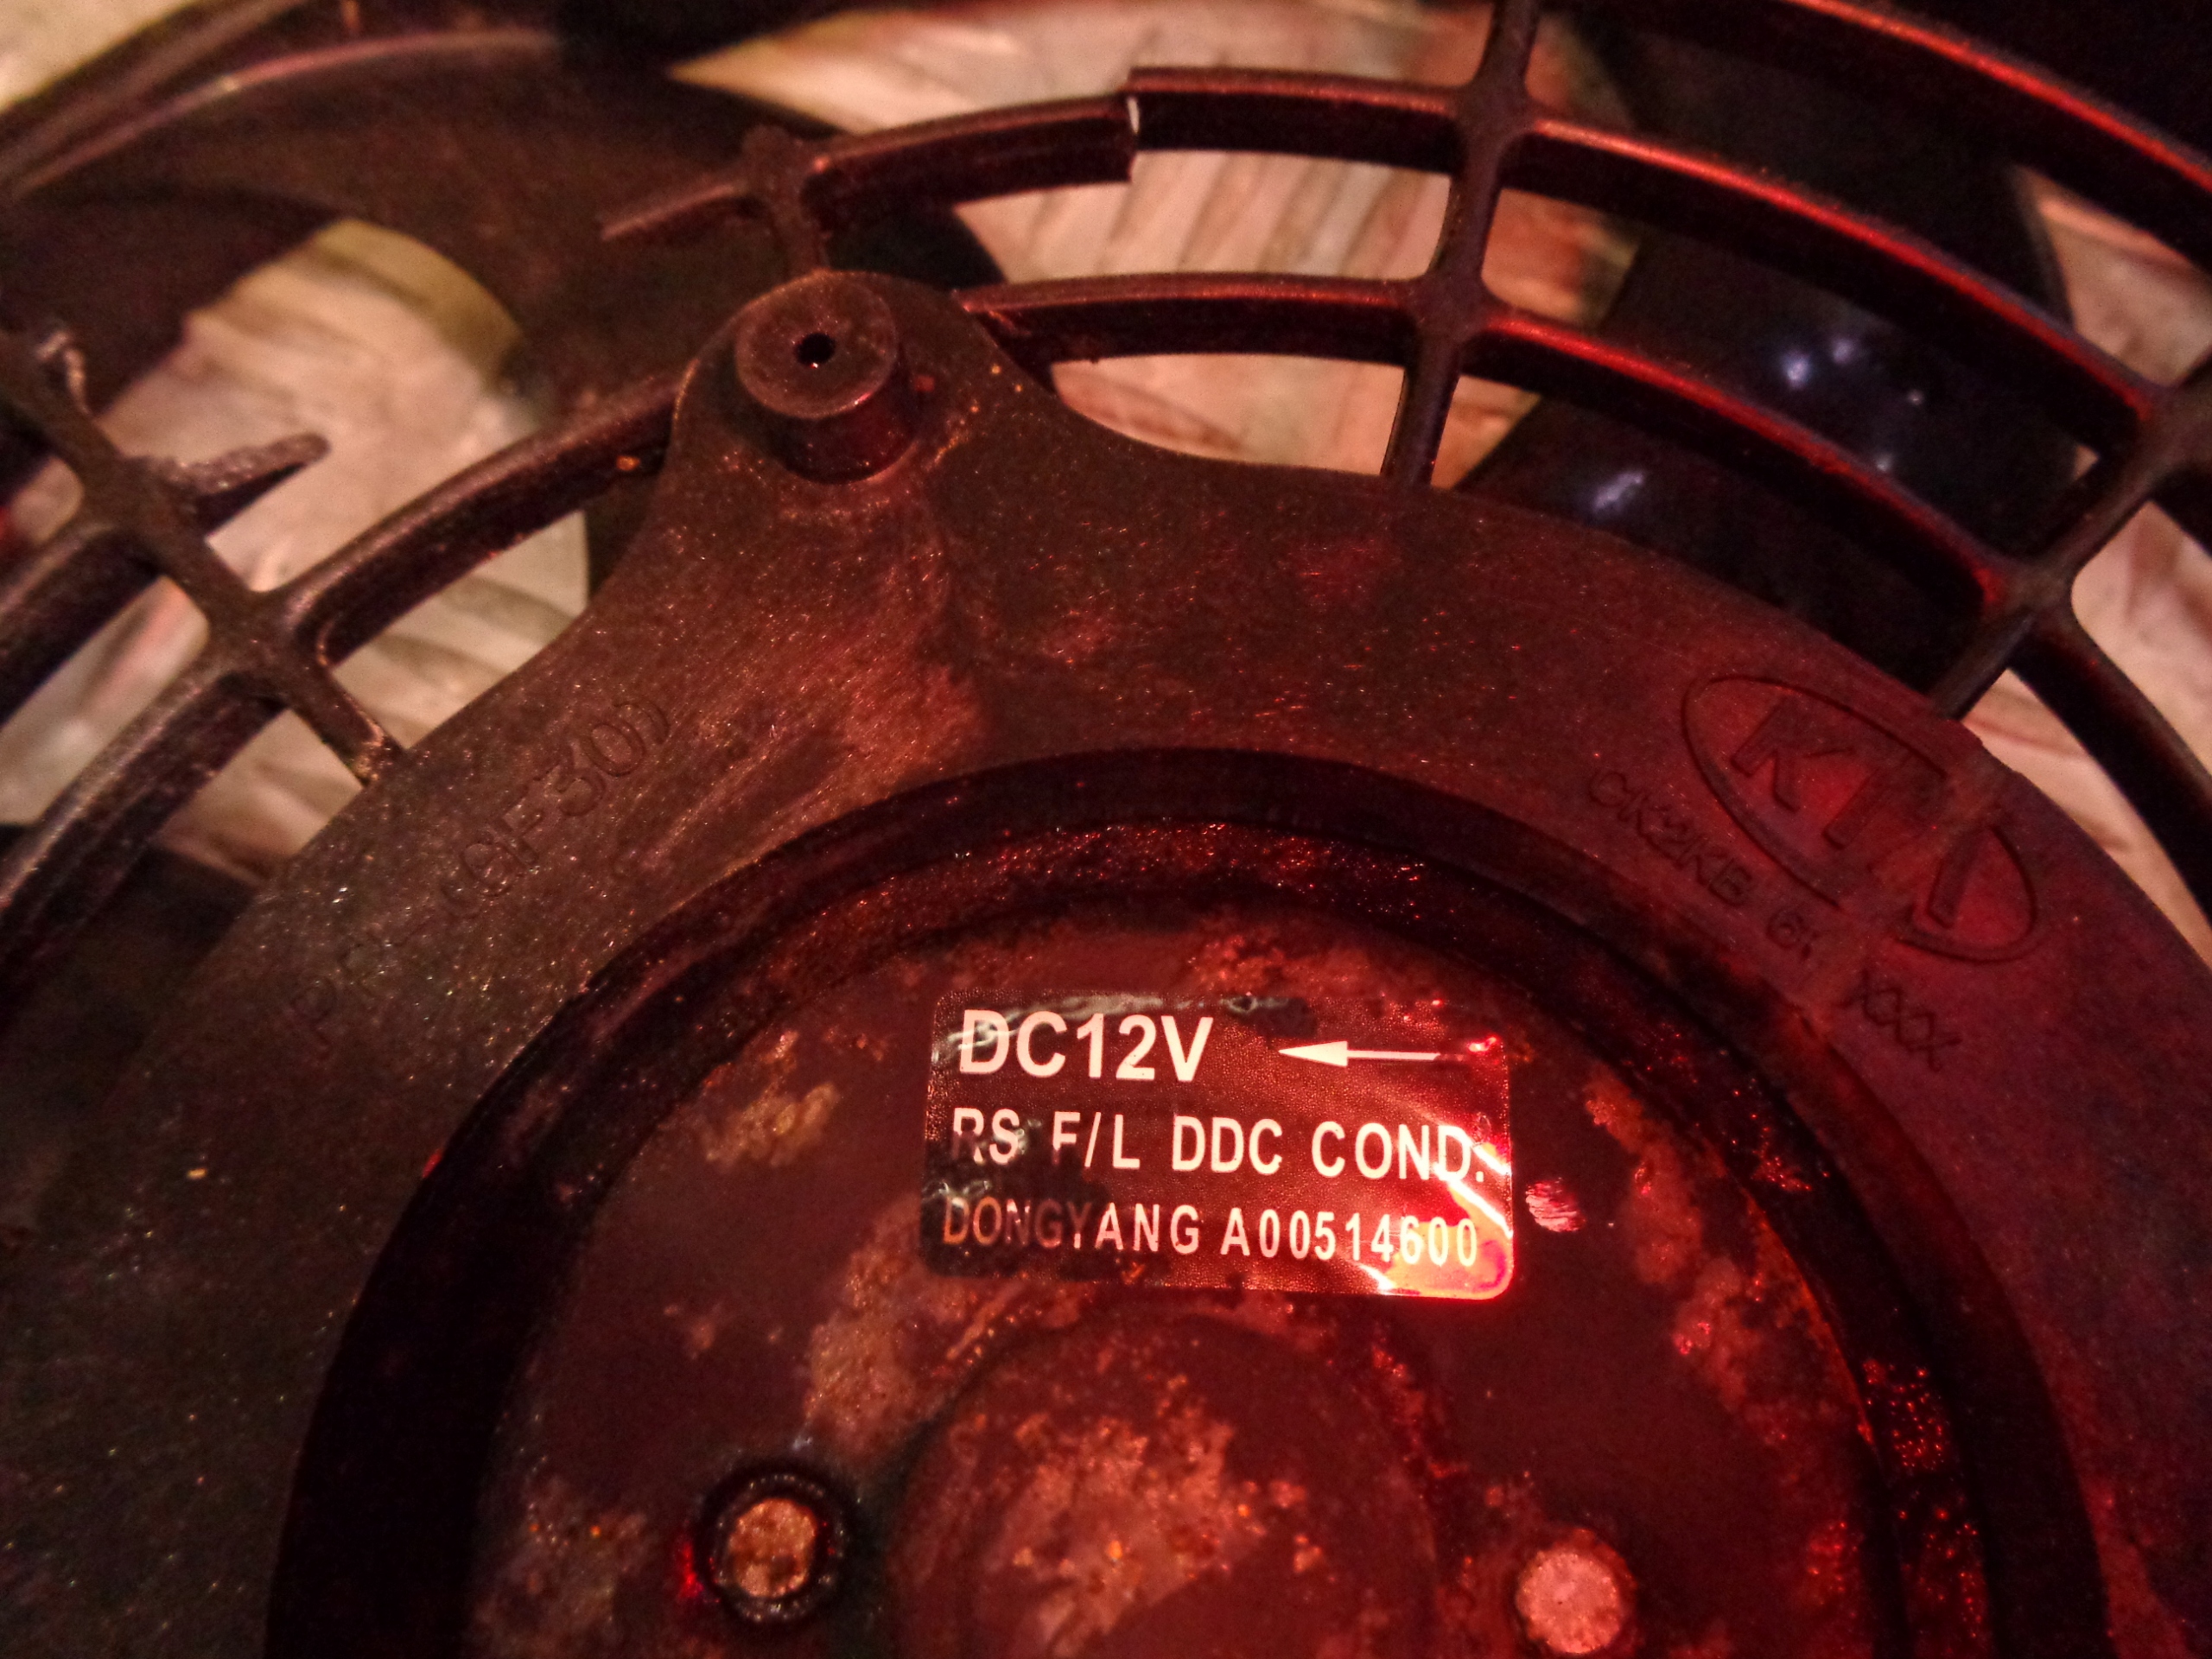 KIA
DC12V
RS F/L DDC COND.
DONGYANG A00514600